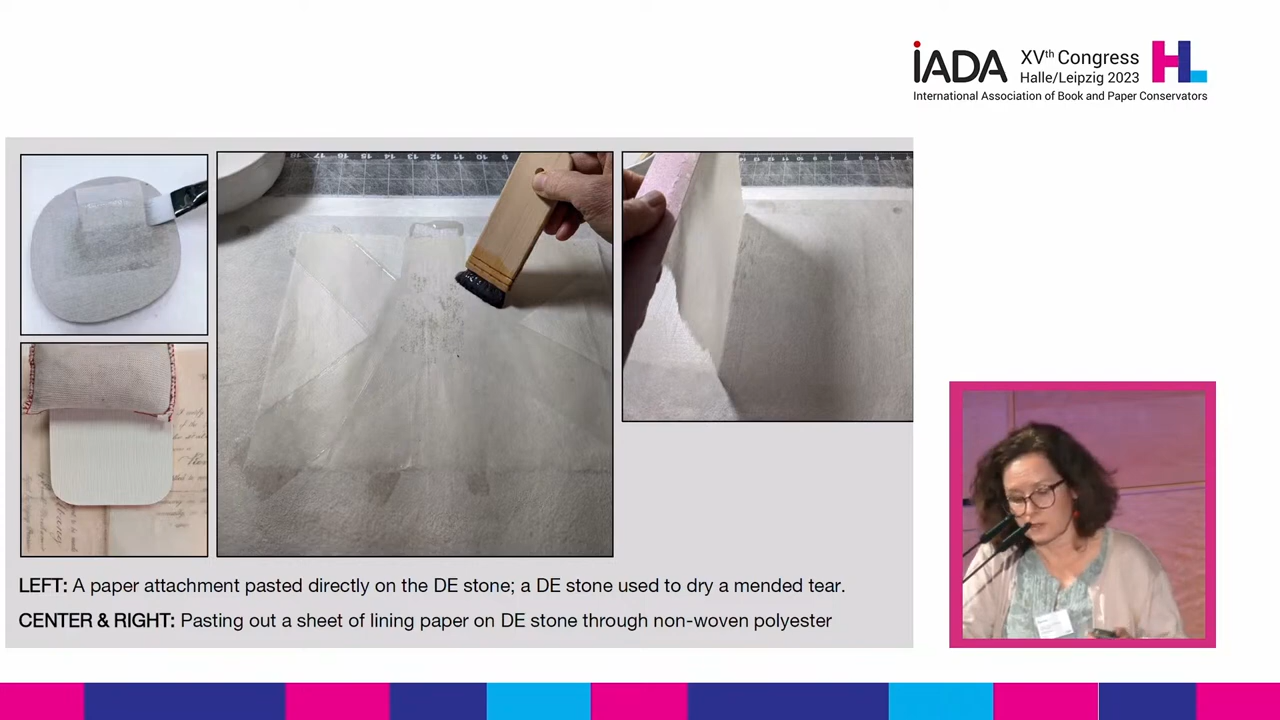 iADA
XVth Congress
Halle/Leipzig 2023
HL
International Association of Book and Paper Conservators
LEFT: A paper attachment pasted directly on the DE stone; a DE stone used to dry a mended tear.
CENTER & RIGHT: Pasting out a sheet of lining paper on DE stone through non-woven polyester